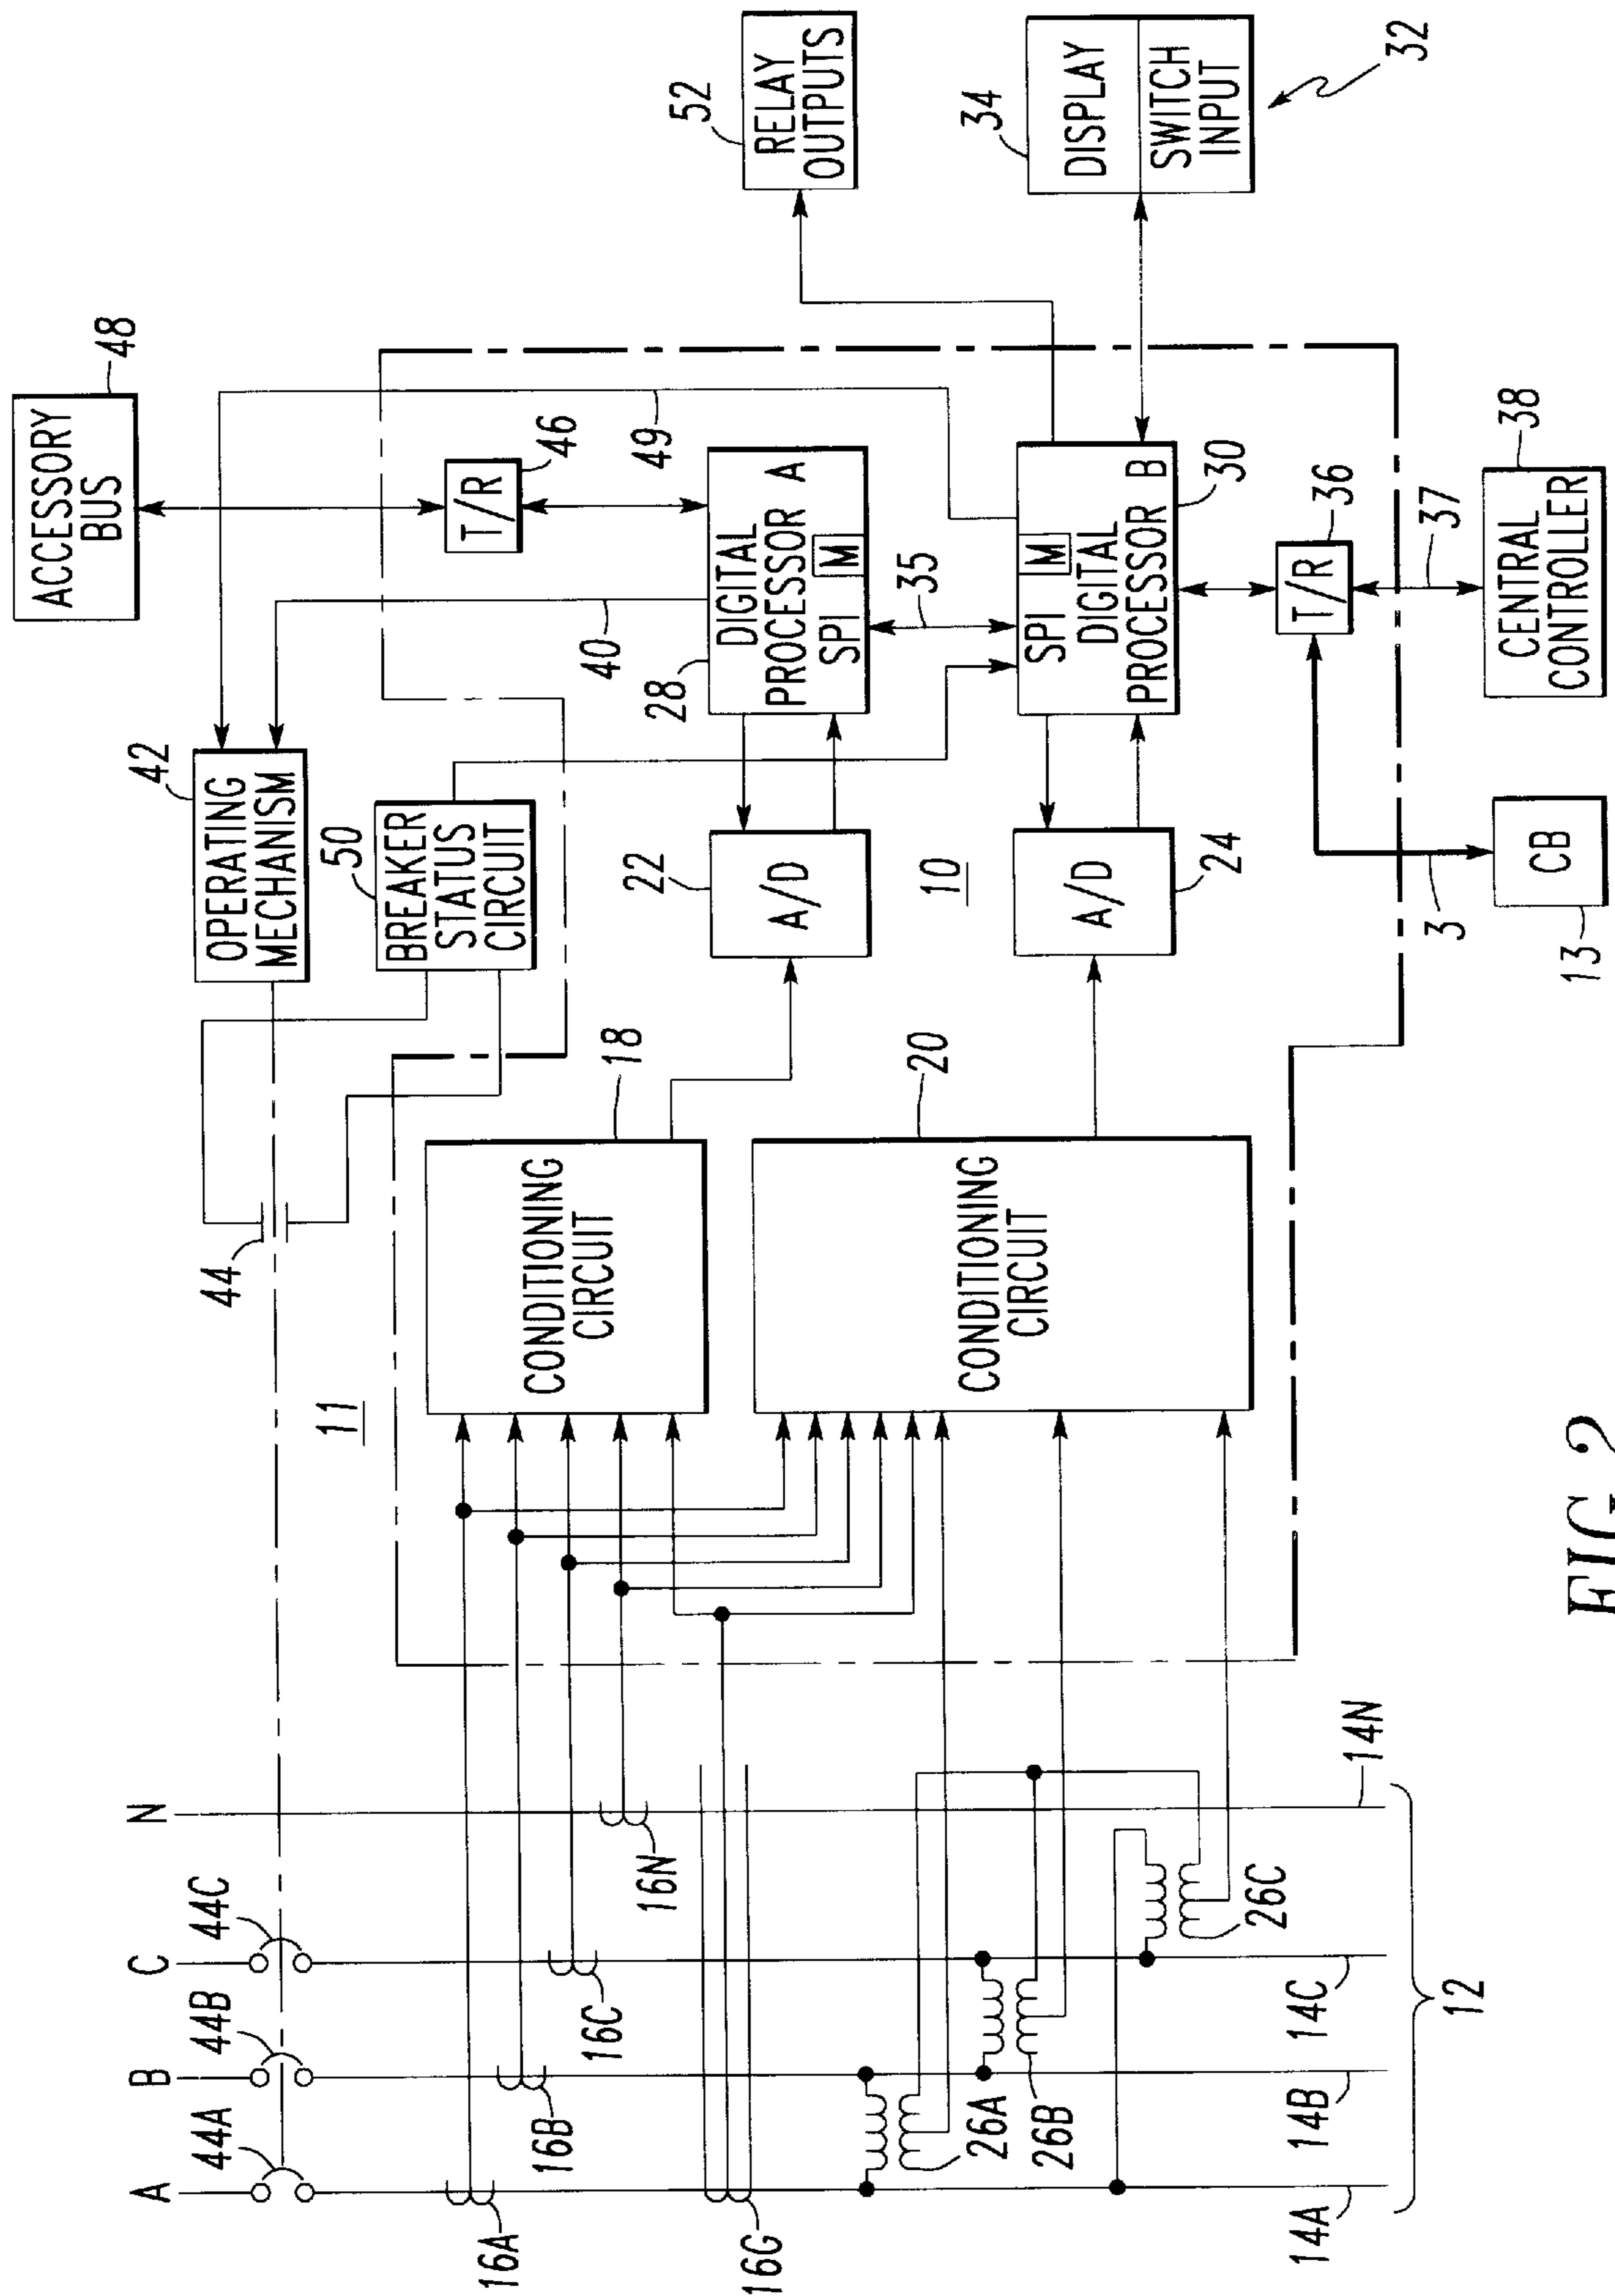 ACCESSORY
BUS
48
52
RELAY
OUTPUTS
34
DISPLAY
SWITCH
INPUT
32
42
OPERATING
MECHANISM
50
BREAKER
STATUS
CIRCUIT
40
49
T/R
46
28
DIGITAL
PROCESSOR A
SPI
M
35
SPI
M
DIGITAL
PROCESSOR B
30
22
A/D
10
A/D
24
T/R
36
37
38
CENTRAL
CONTROLLER
3
CB
13
44
11
18
CONDITIONING
CIRCUIT
20
CONDITIONING
CIRCUIT
A
B
C
N
44A
44B
44C
16A
16B
16C
16N
16G
26A
26B
26C
14A
14B
14C
14N
12
FIG.2